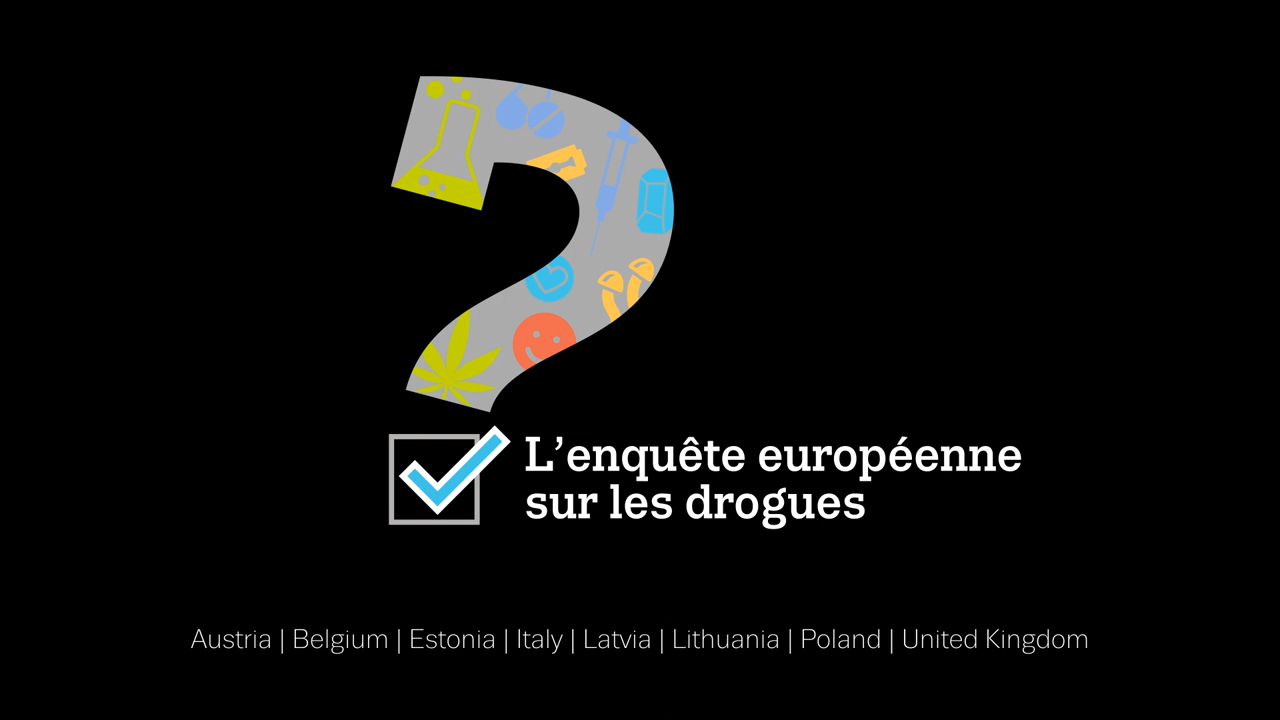 L’enquête européenne
sur les drogues
Austria | Belgium | Estonia | Italy | Latvia | Lithuania | Poland | United Kingdom